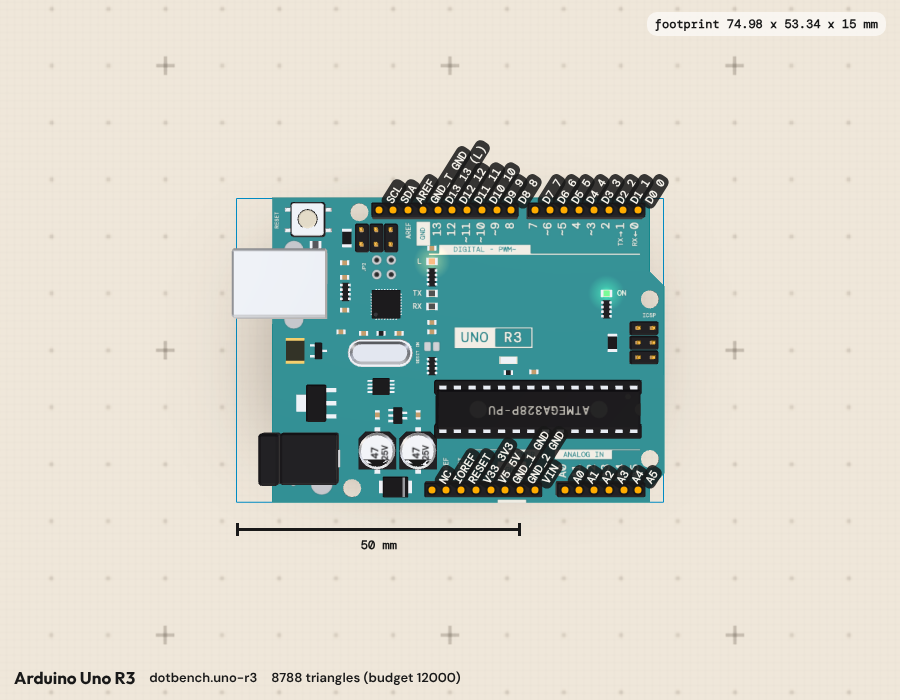 footprint 74.98 x 53.34 x 15 mm
SCL
SDA
AREF
GND
D13 13 (L)
D12 12
D11 11
D10 10
D9 9
D8 8
D7 7
D6 6
D5 5
D4 4
D3 3
D2 2
D1 1
D0 0
RESET
AREF
GND
13
12
~11
~10
~9
8
7
~6
~5
4
~3
2
TX→1
RX←0
DIGITAL (PWM~)
L
TX
RX
ON
ICSP
UNO R3
ATMEGA328P-PU
47
25V
47
25V
ANALOG IN
NC
IOREF
RESET
V33 3V3
V5 5V
GND_1 GND
GND_2 GND
VIN
A0
A1
A2
A3
A4
A5
50 mm
Arduino Uno R3 dotbench.uno-r3 8788 triangles (budget 12000)